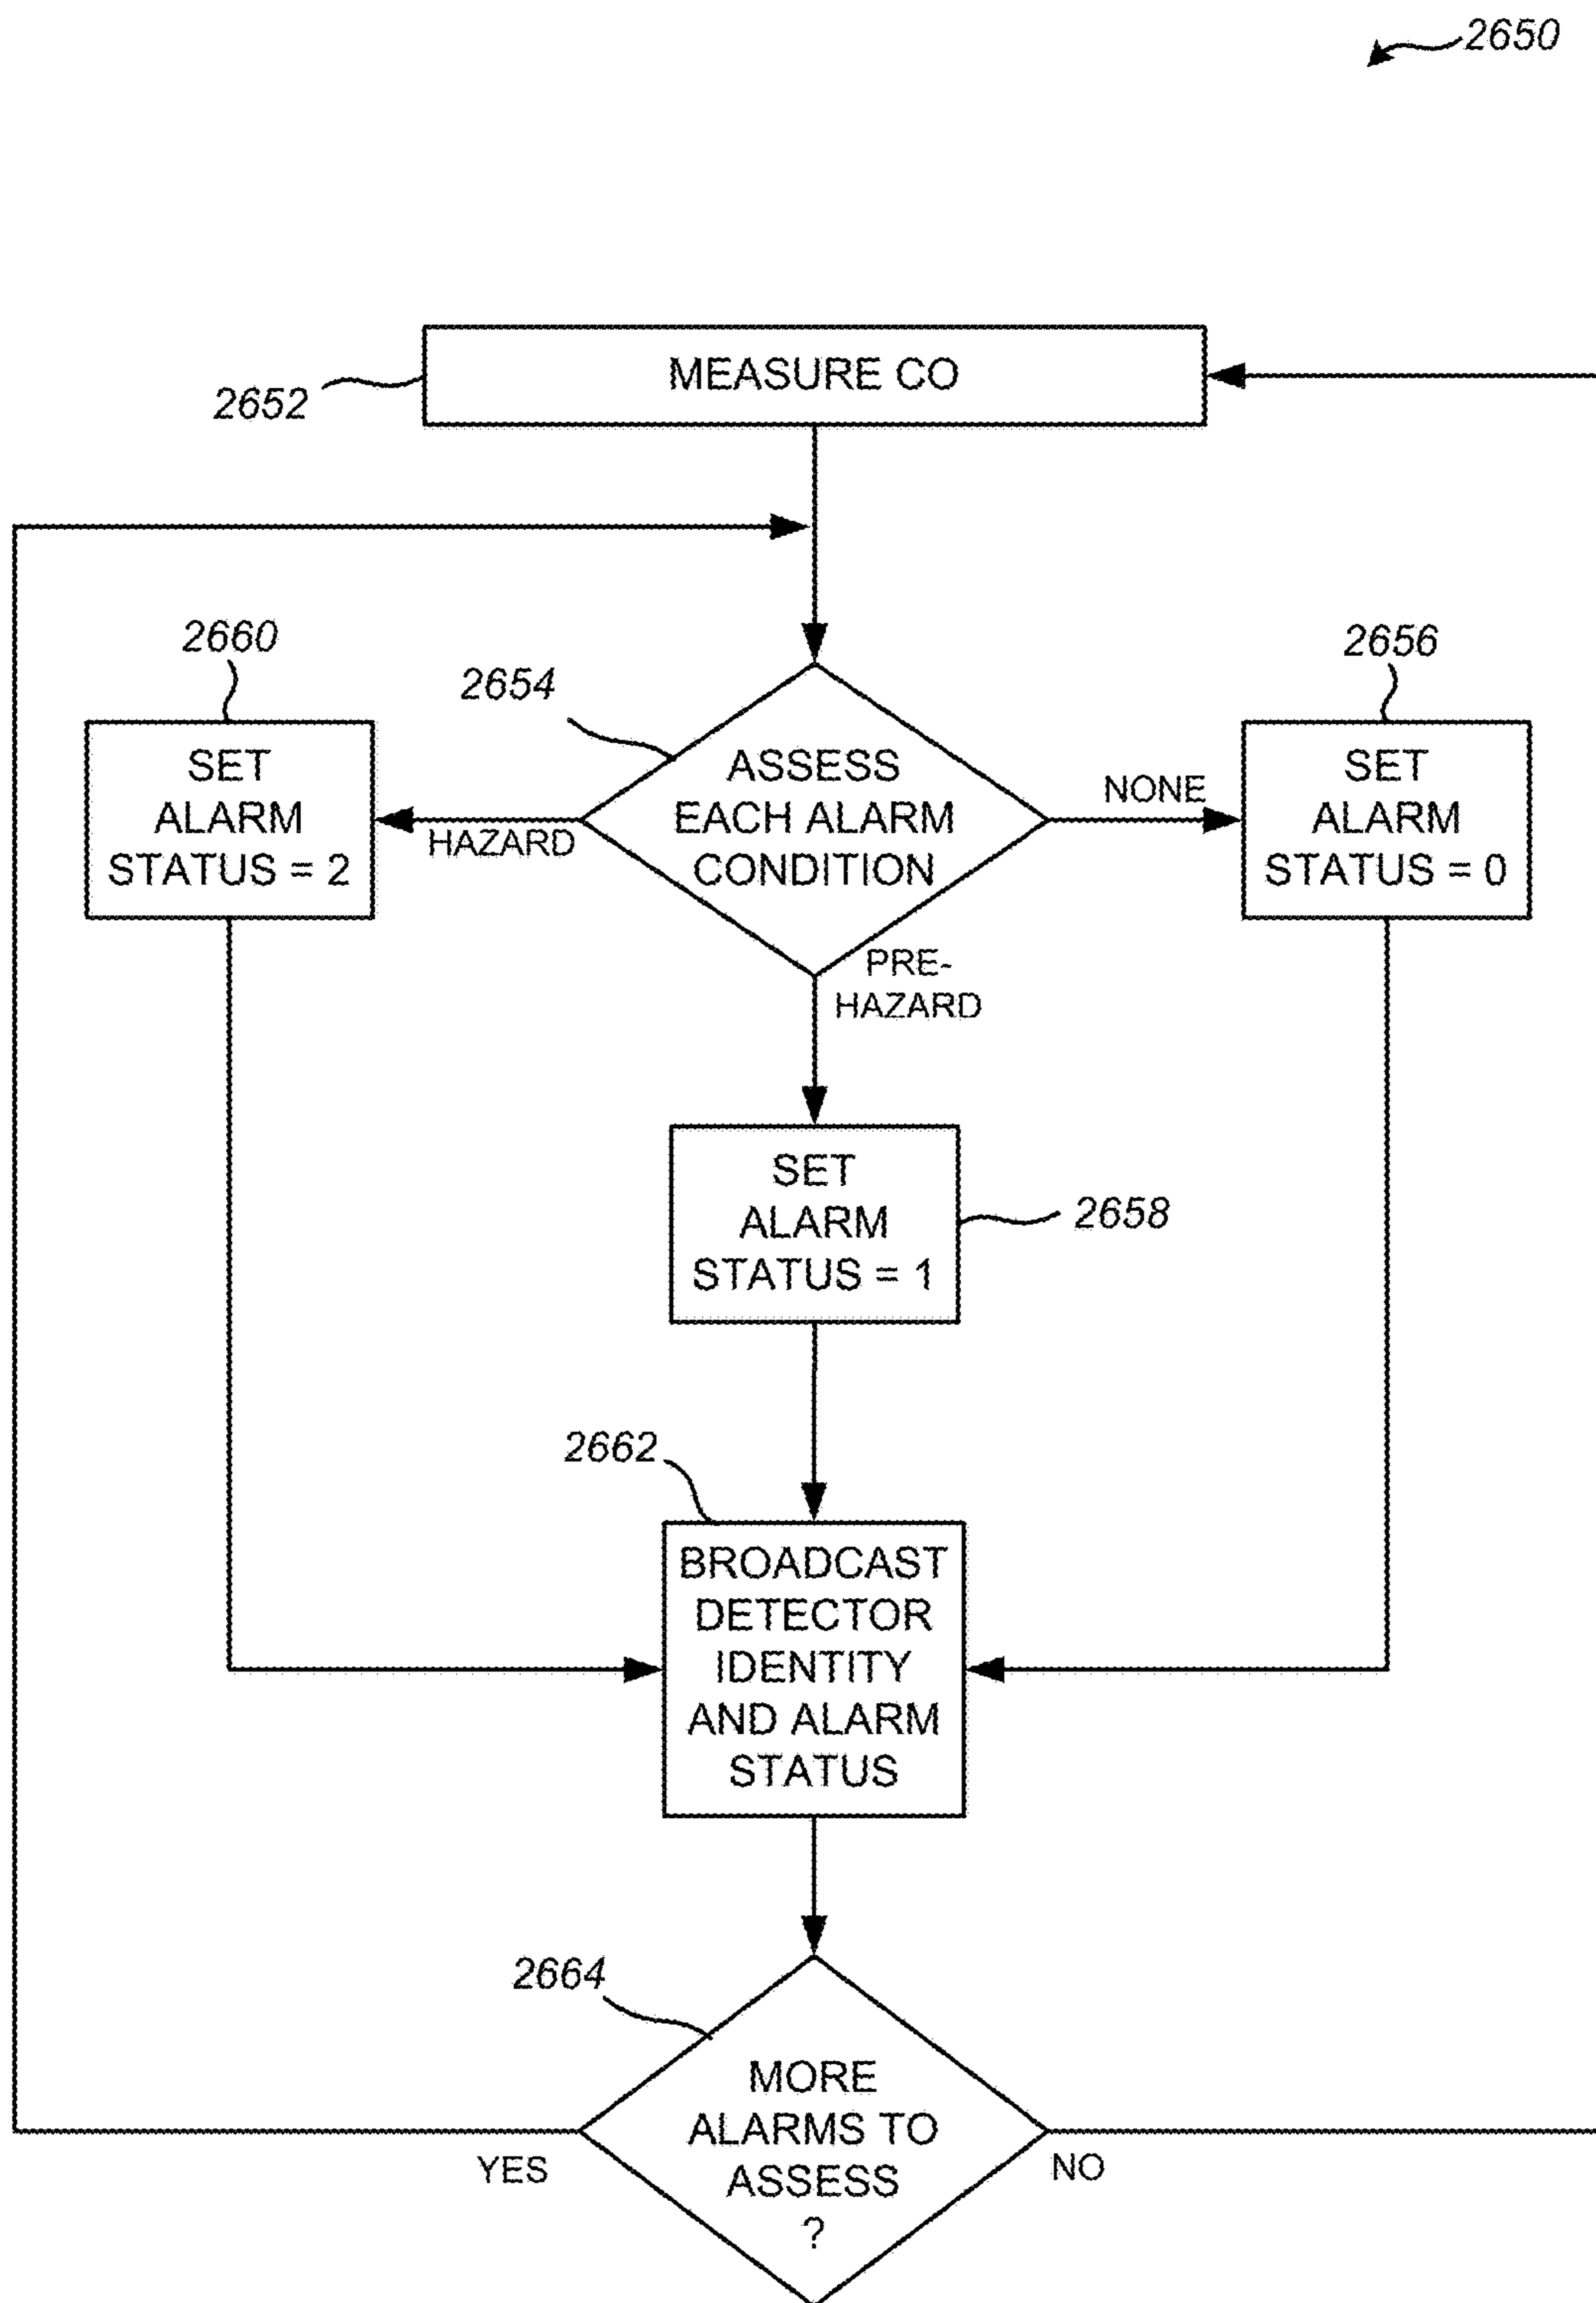 2650
MEASURE CO
2652
2660
2654
2656
SET
ALARM
STATUS = 2
HAZARD
ASSESS
EACH ALARM
CONDITION
NONE
SET
ALARM
STATUS = 0
PRE-
HAZARD
SET
ALARM
STATUS = 1
2658
2662
BROADCAST
DETECTOR
IDENTITY
AND ALARM
STATUS
2664
MORE
ALARMS TO
ASSESS
?
YES
NO